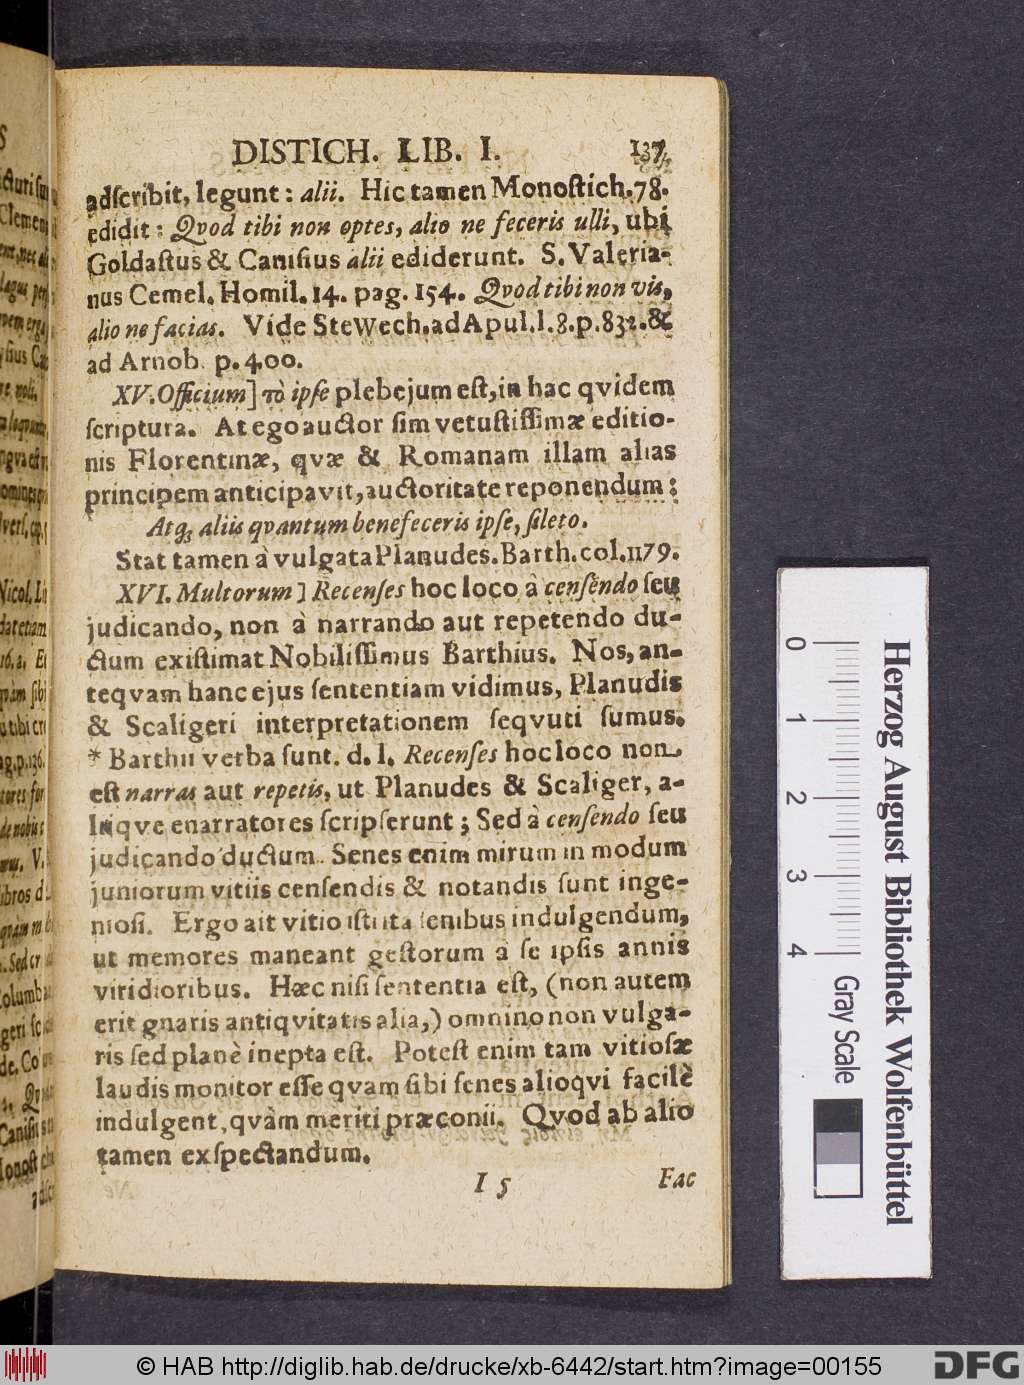 DISTICH. LIB. I. 137.
adſcribit, legunt: alii. Hic tamen Monoſtich. 78.
edidit: Qvod tibi non optes, alio ne feceris ulli, ubi
Goldaſtus & Caniſius alii ediderunt. S. Valeria-
nus Cemel. Homil. 14. pag. 154. Qvod tibi non vis,
alio ne facias. Vide Stewech. ad Apul. l. 8. p. 832. &
ad Arnob. p. 400.
XV. Officium] τὸ ipſe plebejum eſt, in hac qvidem
ſcriptura. At ego auctor ſim vetuſtiſſimæ editio-
nis Florentinæ, qvæ & Romanam illam alias
principem anticipavit, auctoritate reponendum:
Atq; aliis qvantum benefeceris ipſe, ſileto.
Stat tamen à vulgata Planudes. Barth. col. 1179.
XVI. Multorum] Recenſes hoc loco à cenſendo ſeu
judicando, non à narrando aut repetendo du-
ctum exiſtimat Nobiliſſimus Barthius. Nos, an-
teqvam hanc ejus ſententiam vidimus, Planudis
& Scaligeri interpretationem ſeqvuti ſumus.
* Barthii verba ſunt. d. l. Recenſes hoc loco non
eſt narras aut repetis, ut Planudes & Scaliger, a-
liiqve enarratores ſcripſerunt; Sed à cenſendo ſeu
judicando ductum. Senes enim mirum in modum
juniorum vitiis cenſendis & notandis ſunt inge-
nioſi. Ergo ait vitio iſti ita ſenibus indulgendum,
ut memores maneant geſtorum à ſe ipſis annis
viridioribus. Hæc niſi ſententia eſt, (non autem
erit gnaris antiqvitatis alia,) omnino non vulga-
ris ſed planè inepta eſt. Poteſt enim tam vitioſæ
laudis monitor eſſe qvam ſibi ſenes alioqvi facilè
indulgent, qvàm meriti præconii. Qvod ab alio
tamen exſpectandum.
I 5 Fac
0 1 2 3 4
Gray Scale
Herzog August Bibliothek Wolfenbüttel
© HAB http://diglib.hab.de/drucke/xb-6442/start.htm?image=00155
DFG